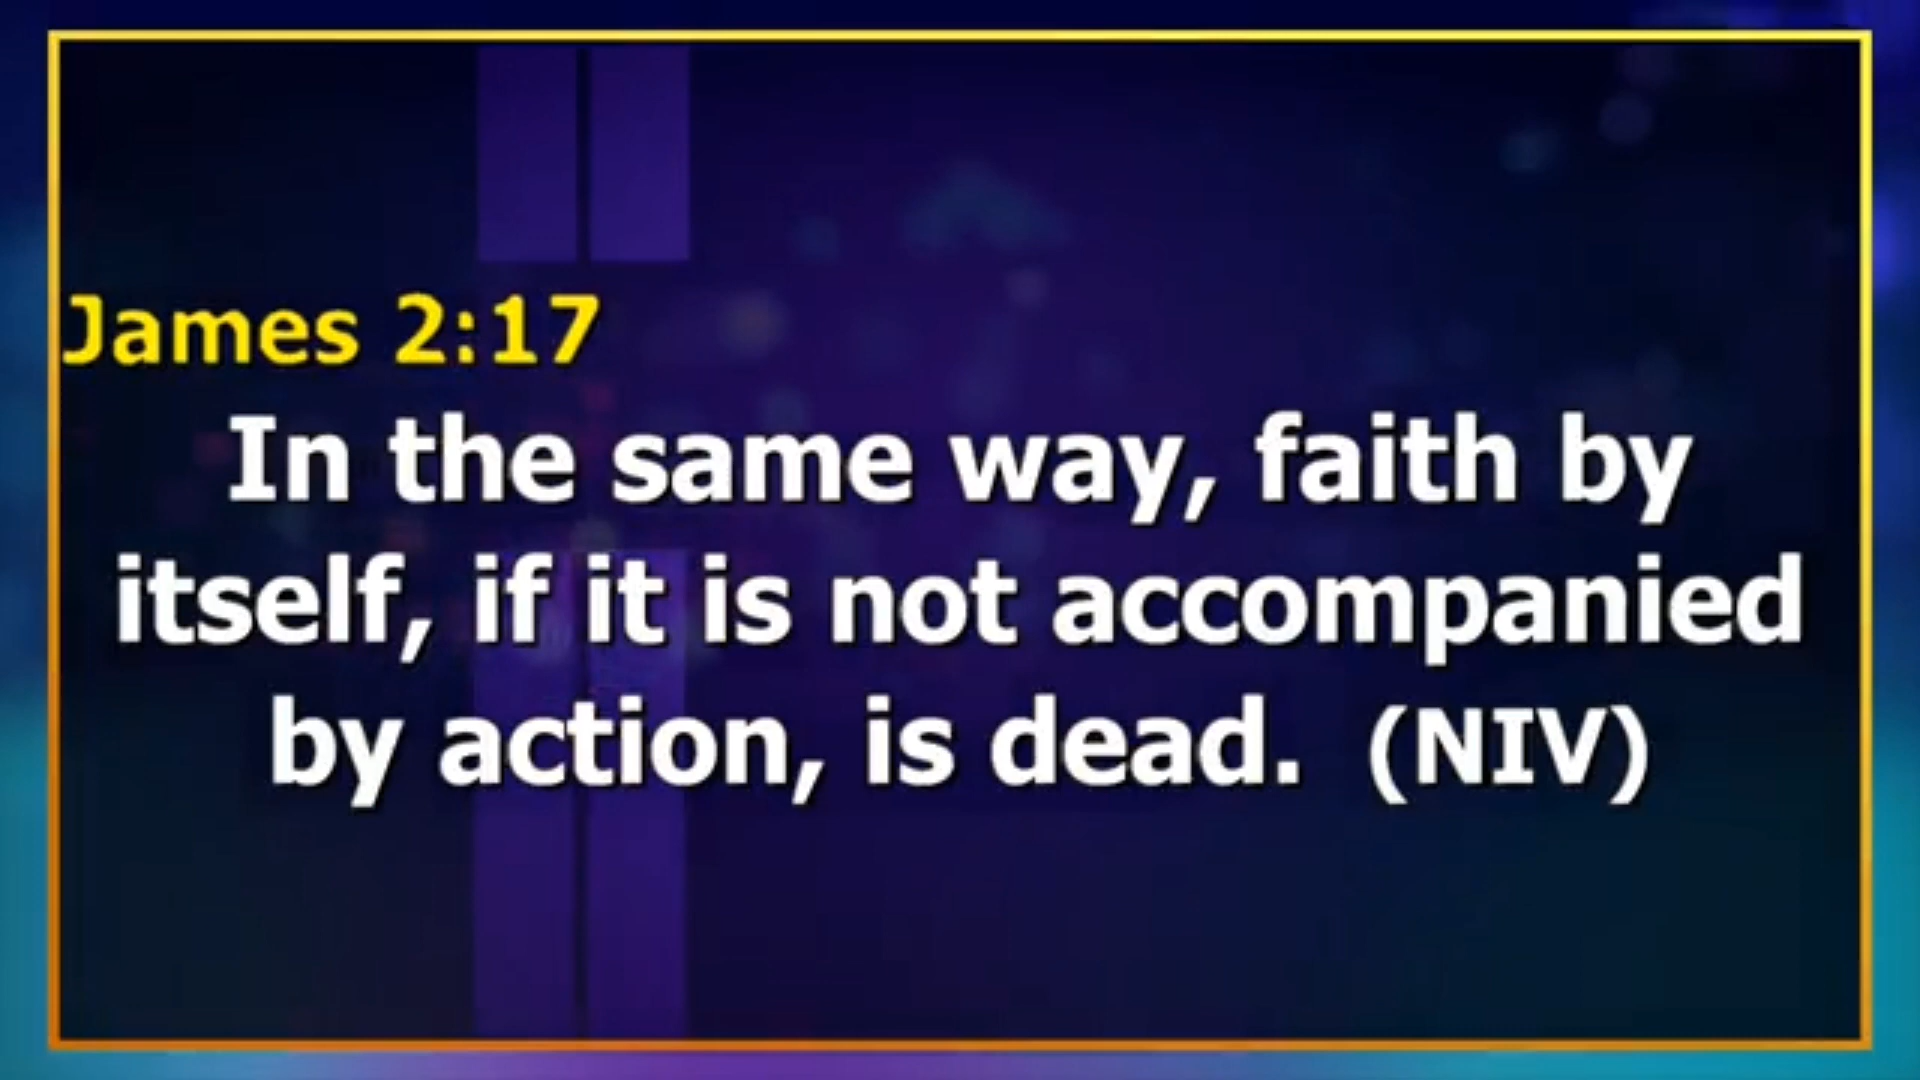 James 2:17
In the same way, faith by
itself, if it is not accompanied
by action, is dead.  (NIV)